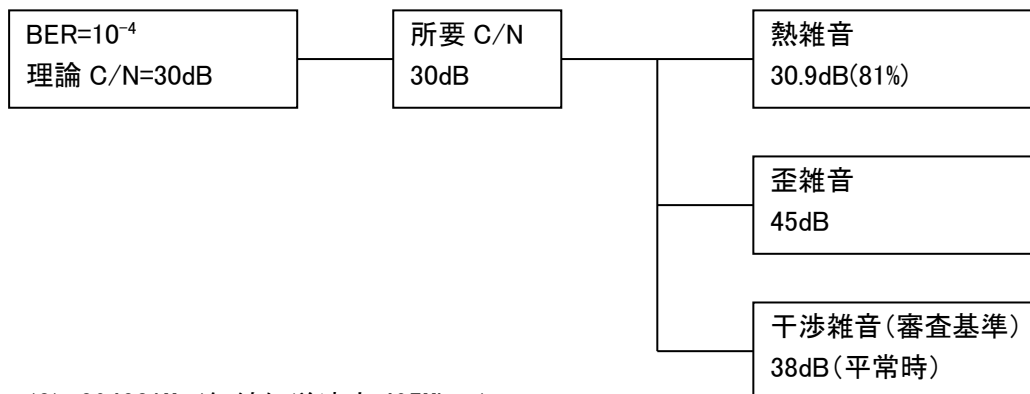 BER=10⁻⁴
理論 C/N=30dB
所要 C/N
30dB
熱雑音
30.9dB(81%)
歪雑音
45dB
干渉雑音(審査基準)
38dB(平常時)